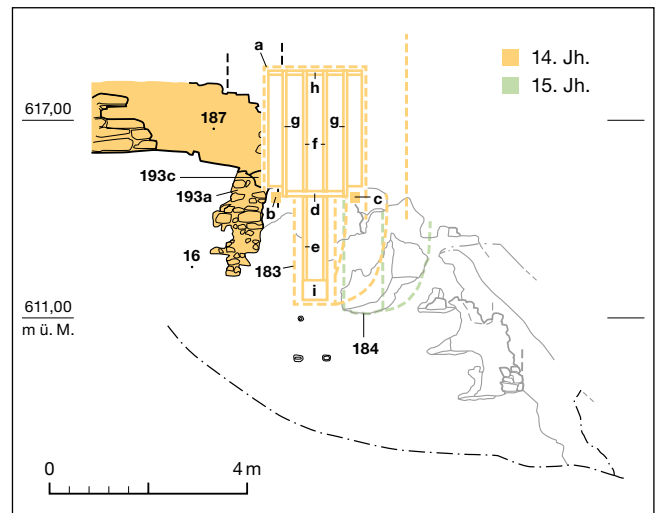 a
14. Jh.
15. Jh.
h
617,00
187
g
g
f
193c
193a
b
d
c
e
16
183
i
611,00
m ü. M.
184
0
4 m